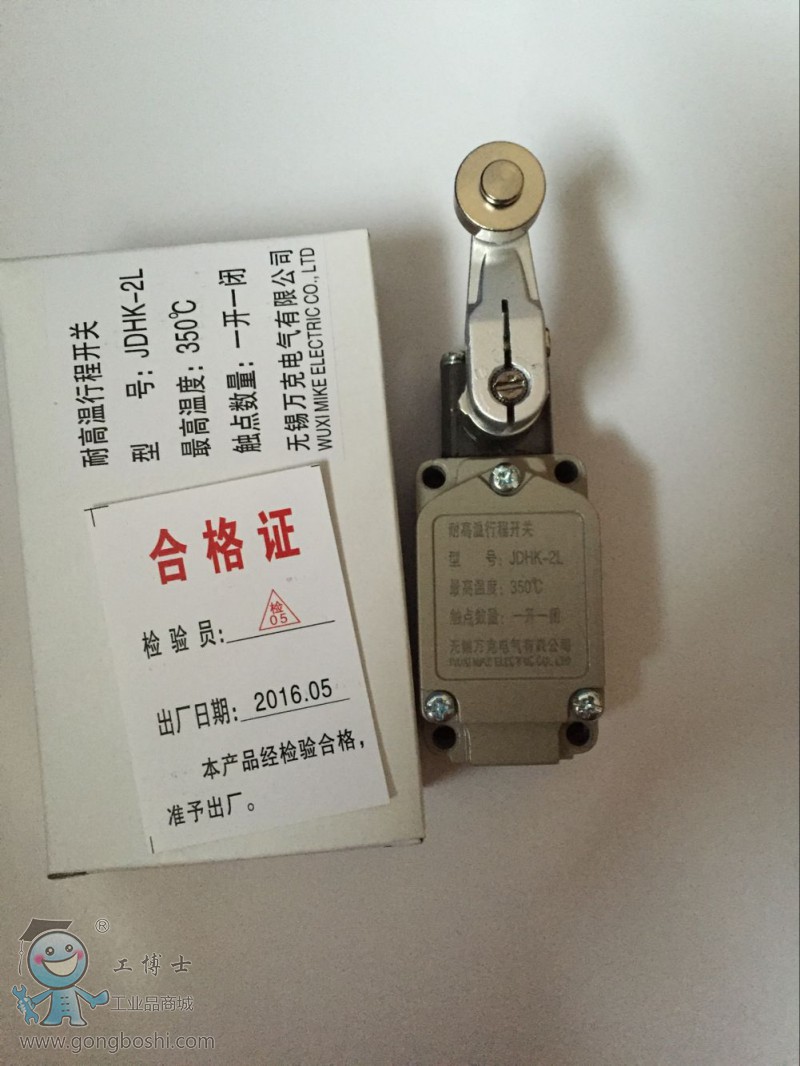 耐高温行程开关
型 号：JDHK-2L
最高温度：350℃
触点数量：一开一闭
无锡万克电气有限公司
WUXI MIKE ELECTRIC CO., LTD
合格证
检验员：
检
05
出厂日期：2016.05
本产品经检验合格，
准予出厂。
耐高温行程开关
型 号：JDHK-2L
最高温度：350℃
触点数量：一开一闭
无锡万克电气有限公司
WUXI MIKE ELECTRIC CO., LTD
®
工博士
工业品商城
www.gongboshi.com